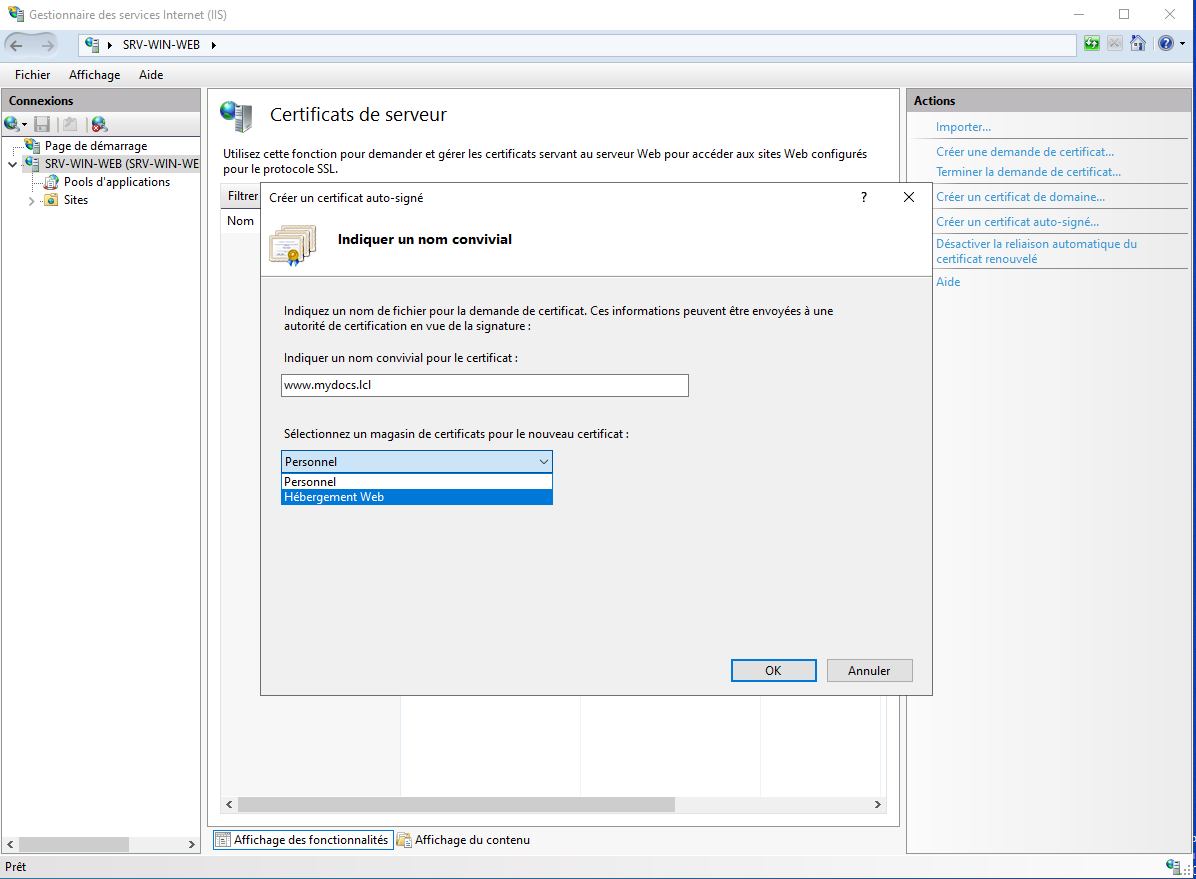 Gestionnaire des services Internet (IIS)
SRV-WIN-WEB
Fichier Affichage Aide
Connexions
Page de démarrage
SRV-WIN-WEB (SRV-WIN-WE
Pools d'applications
Sites
Certificats de serveur
Utilisez cette fonction pour demander et gérer les certificats servant au serveur Web pour accéder aux sites Web configurés
pour le protocole SSL.
Filtrer
Nom
Créer un certificat auto-signé
?
Indiquer un nom convivial
Indiquez un nom de fichier pour la demande de certificat. Ces informations peuvent être envoyées à une
autorité de certification en vue de la signature :
Indiquer un nom convivial pour le certificat :
www.mydocs.lcl
Sélectionnez un magasin de certificats pour le nouveau certificat :
Personnel
Personnel
Hébergement Web
OK
Annuler
Actions
Importer...
Créer une demande de certificat...
Terminer la demande de certificat...
Créer un certificat de domaine...
Créer un certificat auto-signé...
Désactiver la reliaison automatique du
certificat renouvelé
Aide
Affichage des fonctionnalités
Affichage du contenu
Prêt